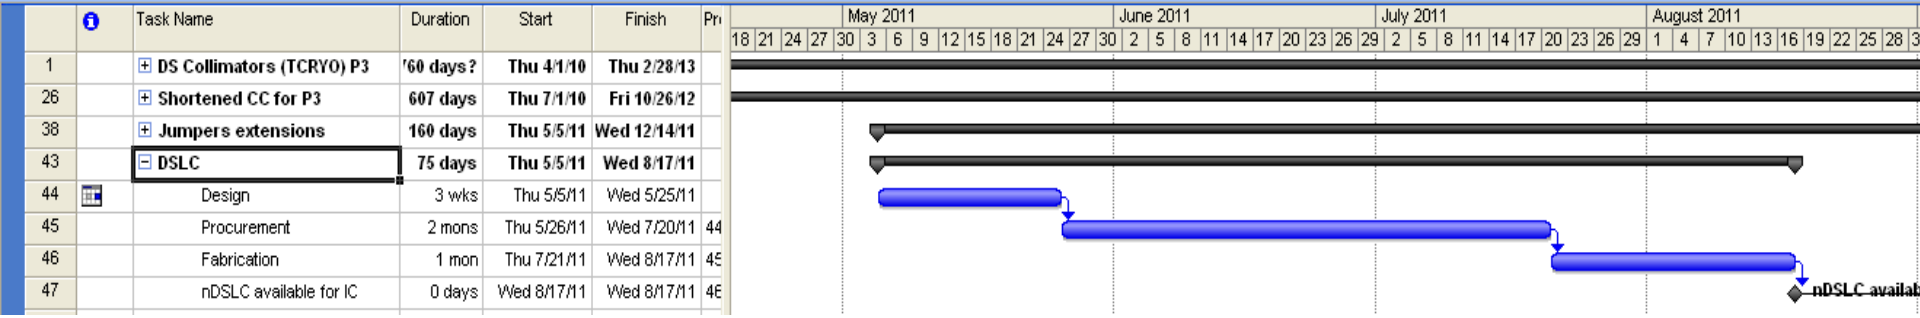 Task Name Duration Start Finish Pre May 2011 June 2011 July 2011 August 2011
18 21 24 27 30 3 6 9 12 15 18 21 24 27 30 2 5 8 11 14 17 20 23 26 29 2 5 8 11 14 17 20 23 26 29 1 4 7 10 13 16 19 22 25 28 3
1 DS Collimators (TCRYO) P3 '60 days? Thu 4/1/10 Thu 2/28/13
26 Shortened CC for P3 607 days Thu 7/1/10 Fri 10/26/12
38 Jumpers extensions 160 days Thu 5/5/11 Wed 12/14/11
43 DSLC 75 days Thu 5/5/11 Wed 8/17/11
44 Design 3 wks Thu 5/5/11 Wed 5/25/11
45 Procurement 2 mons Thu 5/26/11 Wed 7/20/11 44
46 Fabrication 1 mon Thu 7/21/11 Wed 8/17/11 45
47 nDSLC available for IC 0 days Wed 8/17/11 Wed 8/17/11 46 nDSLC availab